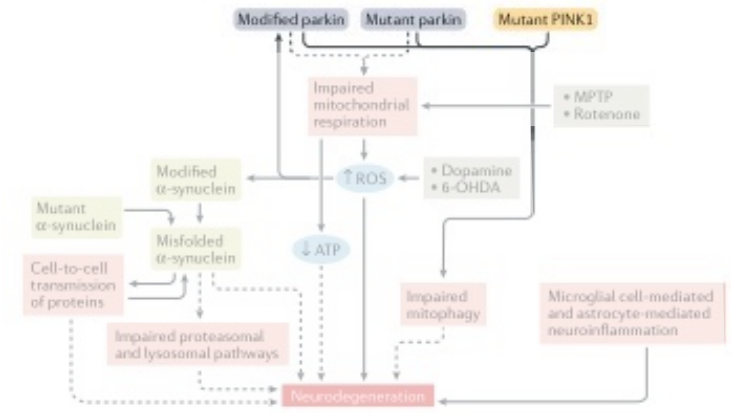 Modified parkin
Mutant parkin
Mutant PINK1
Impaired
mitochondrial
respiration
• MPTP
• Rotenone
Modified
α-synuclein
↑ROS
• Dopamine
• 6-OHDA
Mutant
α-synuclein
Misfolded
α-synuclein
↓ATP
Cell-to-cell
transmission
of proteins
Impaired
mitophagy
Microglial cell-mediated
and astrocyte-mediated
neuroinflammation
Impaired proteasomal
and lysosomal pathways
Neurodegeneration